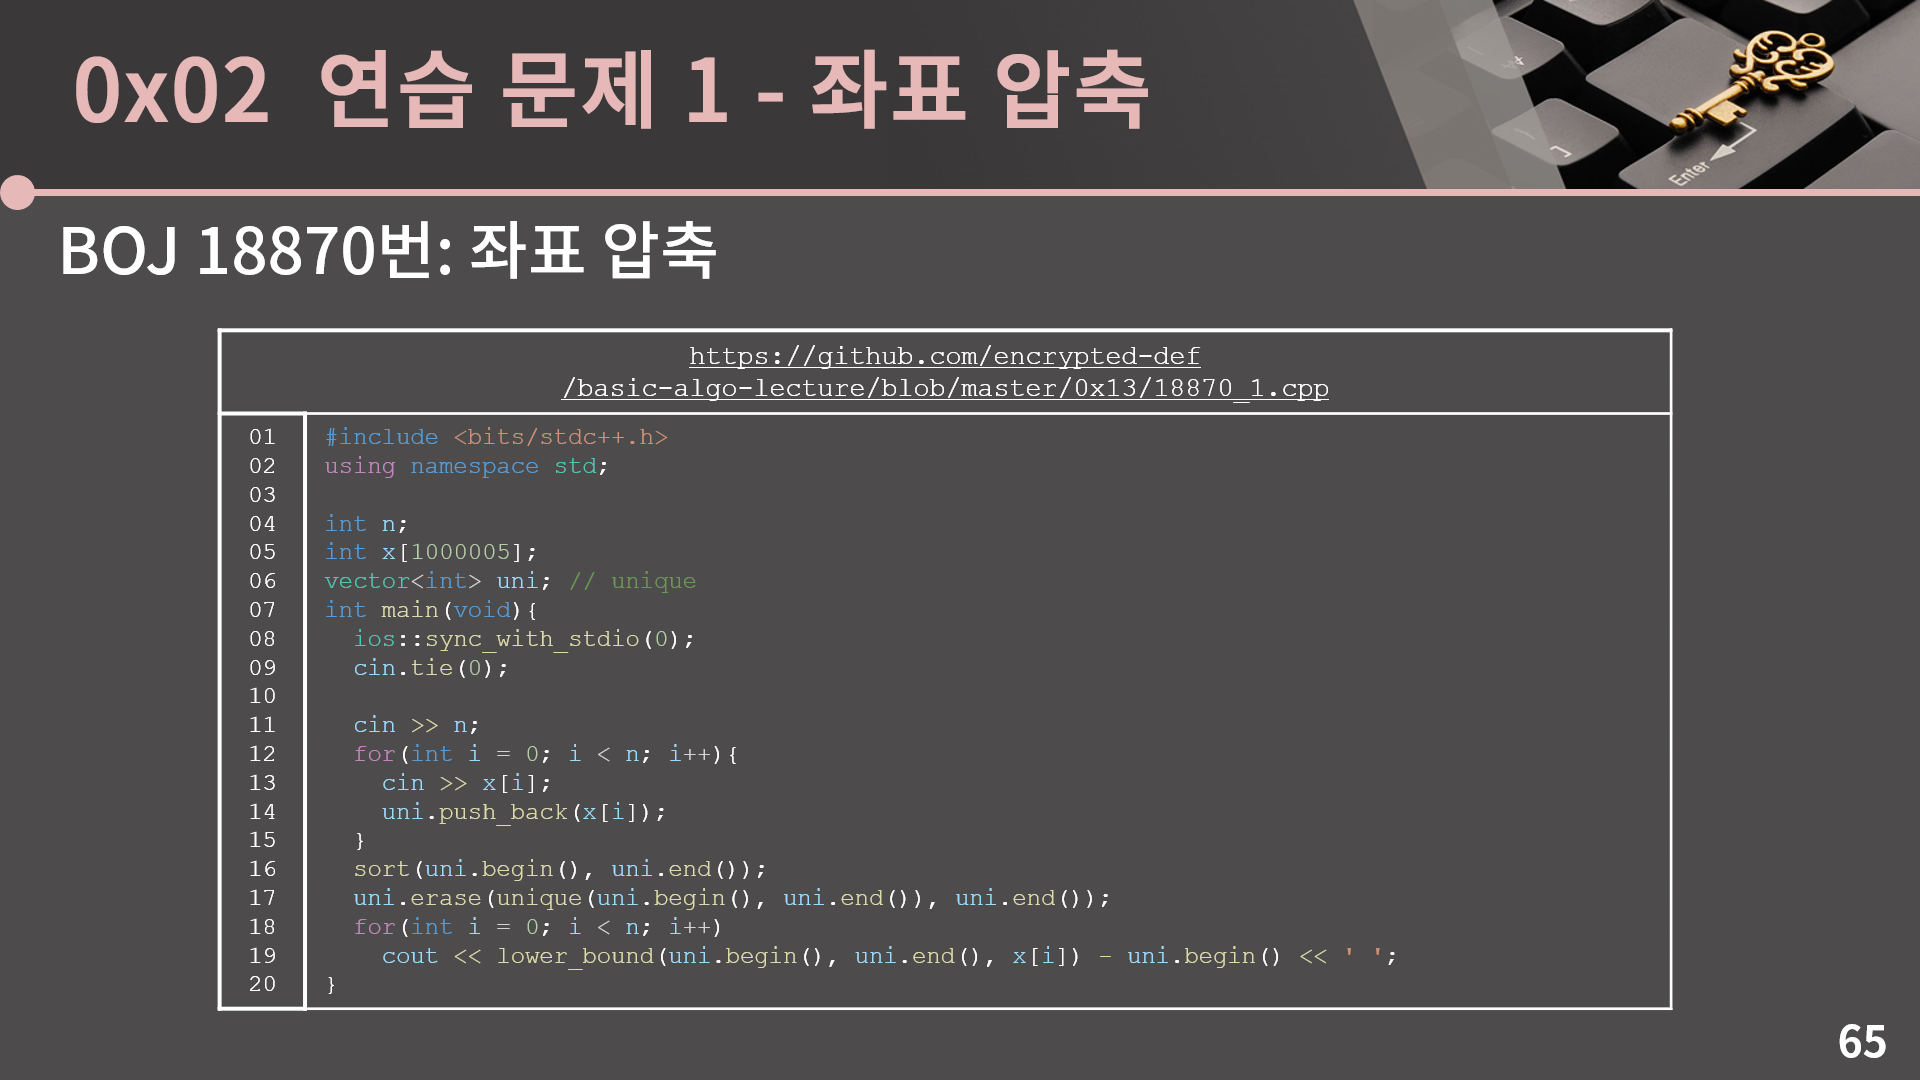 0x02 연습 문제 1 - 좌표 압축
Enter
BOJ 18870번: 좌표 압축
https://github.com/encrypted-def
/basic-algo-lecture/blob/master/0x13/18870_1.cpp
01 #include <bits/stdc++.h>
02 using namespace std;
03
04 int n;
05 int x[1000005];
06 vector<int> uni; // unique
07 int main(void){
08   ios::sync_with_stdio(0);
09   cin.tie(0);
10
11   cin >> n;
12   for(int i = 0; i < n; i++){
13     cin >> x[i];
14     uni.push_back(x[i]);
15   }
16   sort(uni.begin(), uni.end());
17   uni.erase(unique(uni.begin(), uni.end()), uni.end());
18   for(int i = 0; i < n; i++)
19     cout << lower_bound(uni.begin(), uni.end(), x[i]) - uni.begin() << ' ';
20 }
65